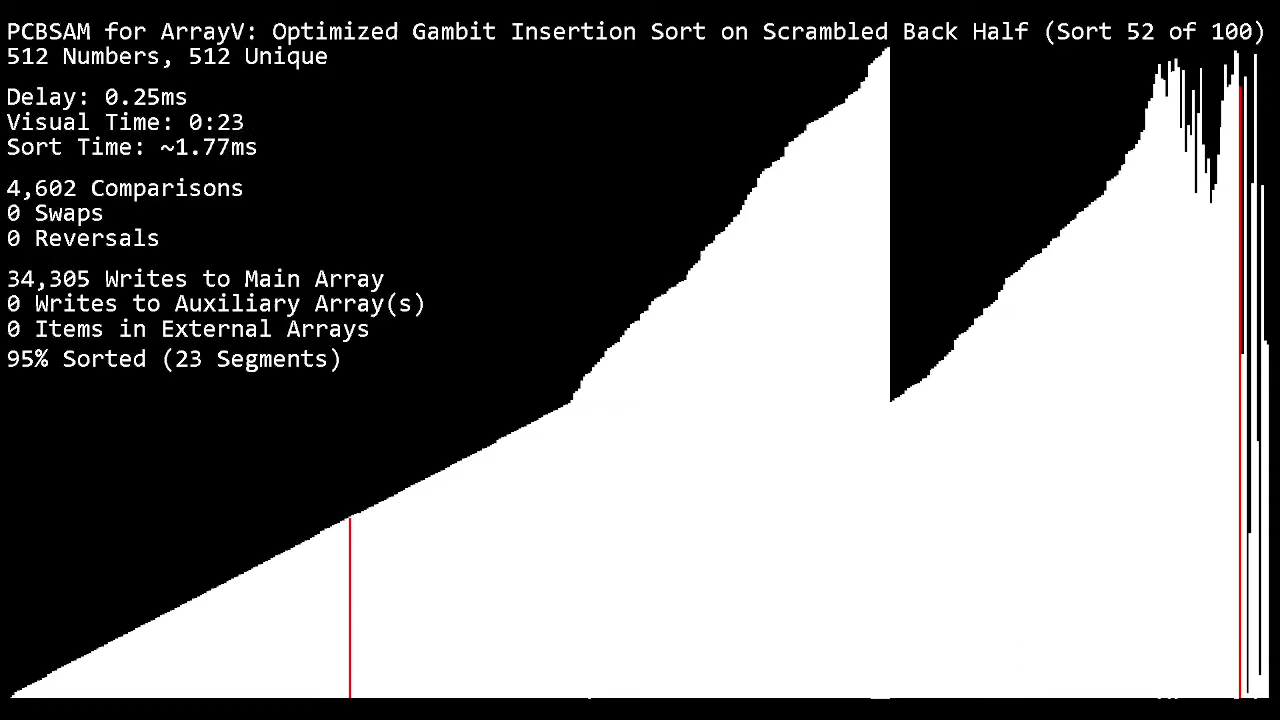 PCBSAM for ArrayV: Optimized Gambit Insertion Sort on Scrambled Back Half (Sort 52 of 100)
512 Numbers, 512 Unique
Delay: 0.25ms
Visual Time: 0:23
Sort Time: ~1.77ms
4,602 Comparisons
0 Swaps
0 Reversals
34,305 Writes to Main Array
0 Writes to Auxiliary Array(s)
0 Items in External Arrays
95% Sorted (23 Segments)